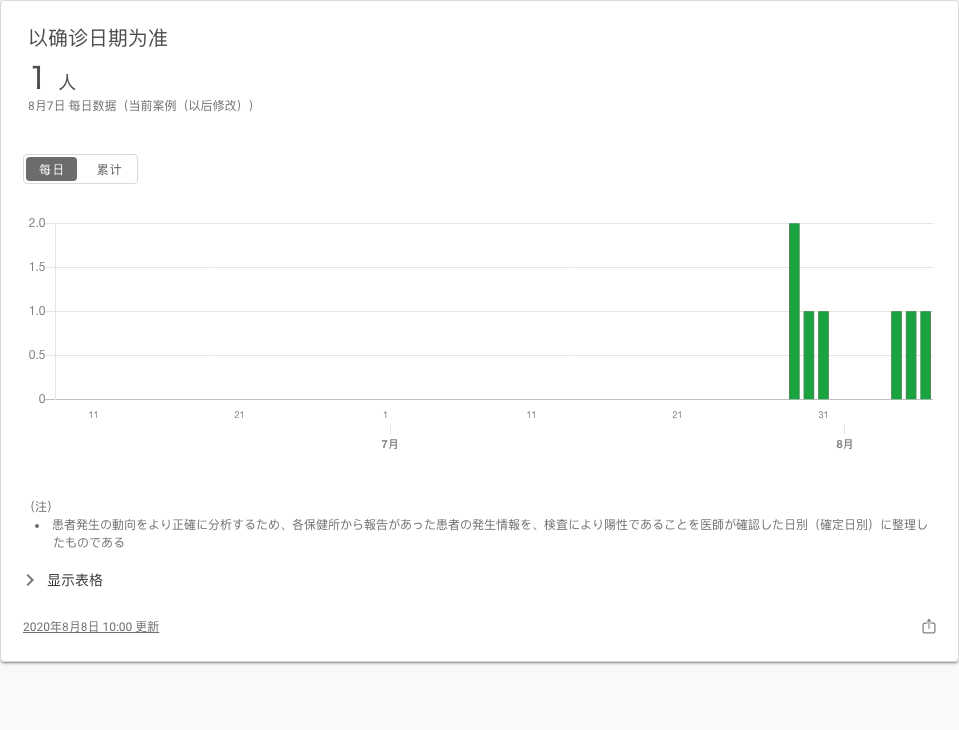 以确诊日期为准
1 人
8月7日 每日数据（当前案例（以后修改））
每日 累计
2.0
1.5
1.0
0.5
0
11 21 1 11 21 31
7月 8月
（注）
• 患者発生の動向をより正確に分析するため、各保健所から報告があった患者の発生情報を、検査により陽性であることを医師が確認した日別（確定日別）に整理し
たものである
显示表格
2020年8月8日 10:00 更新